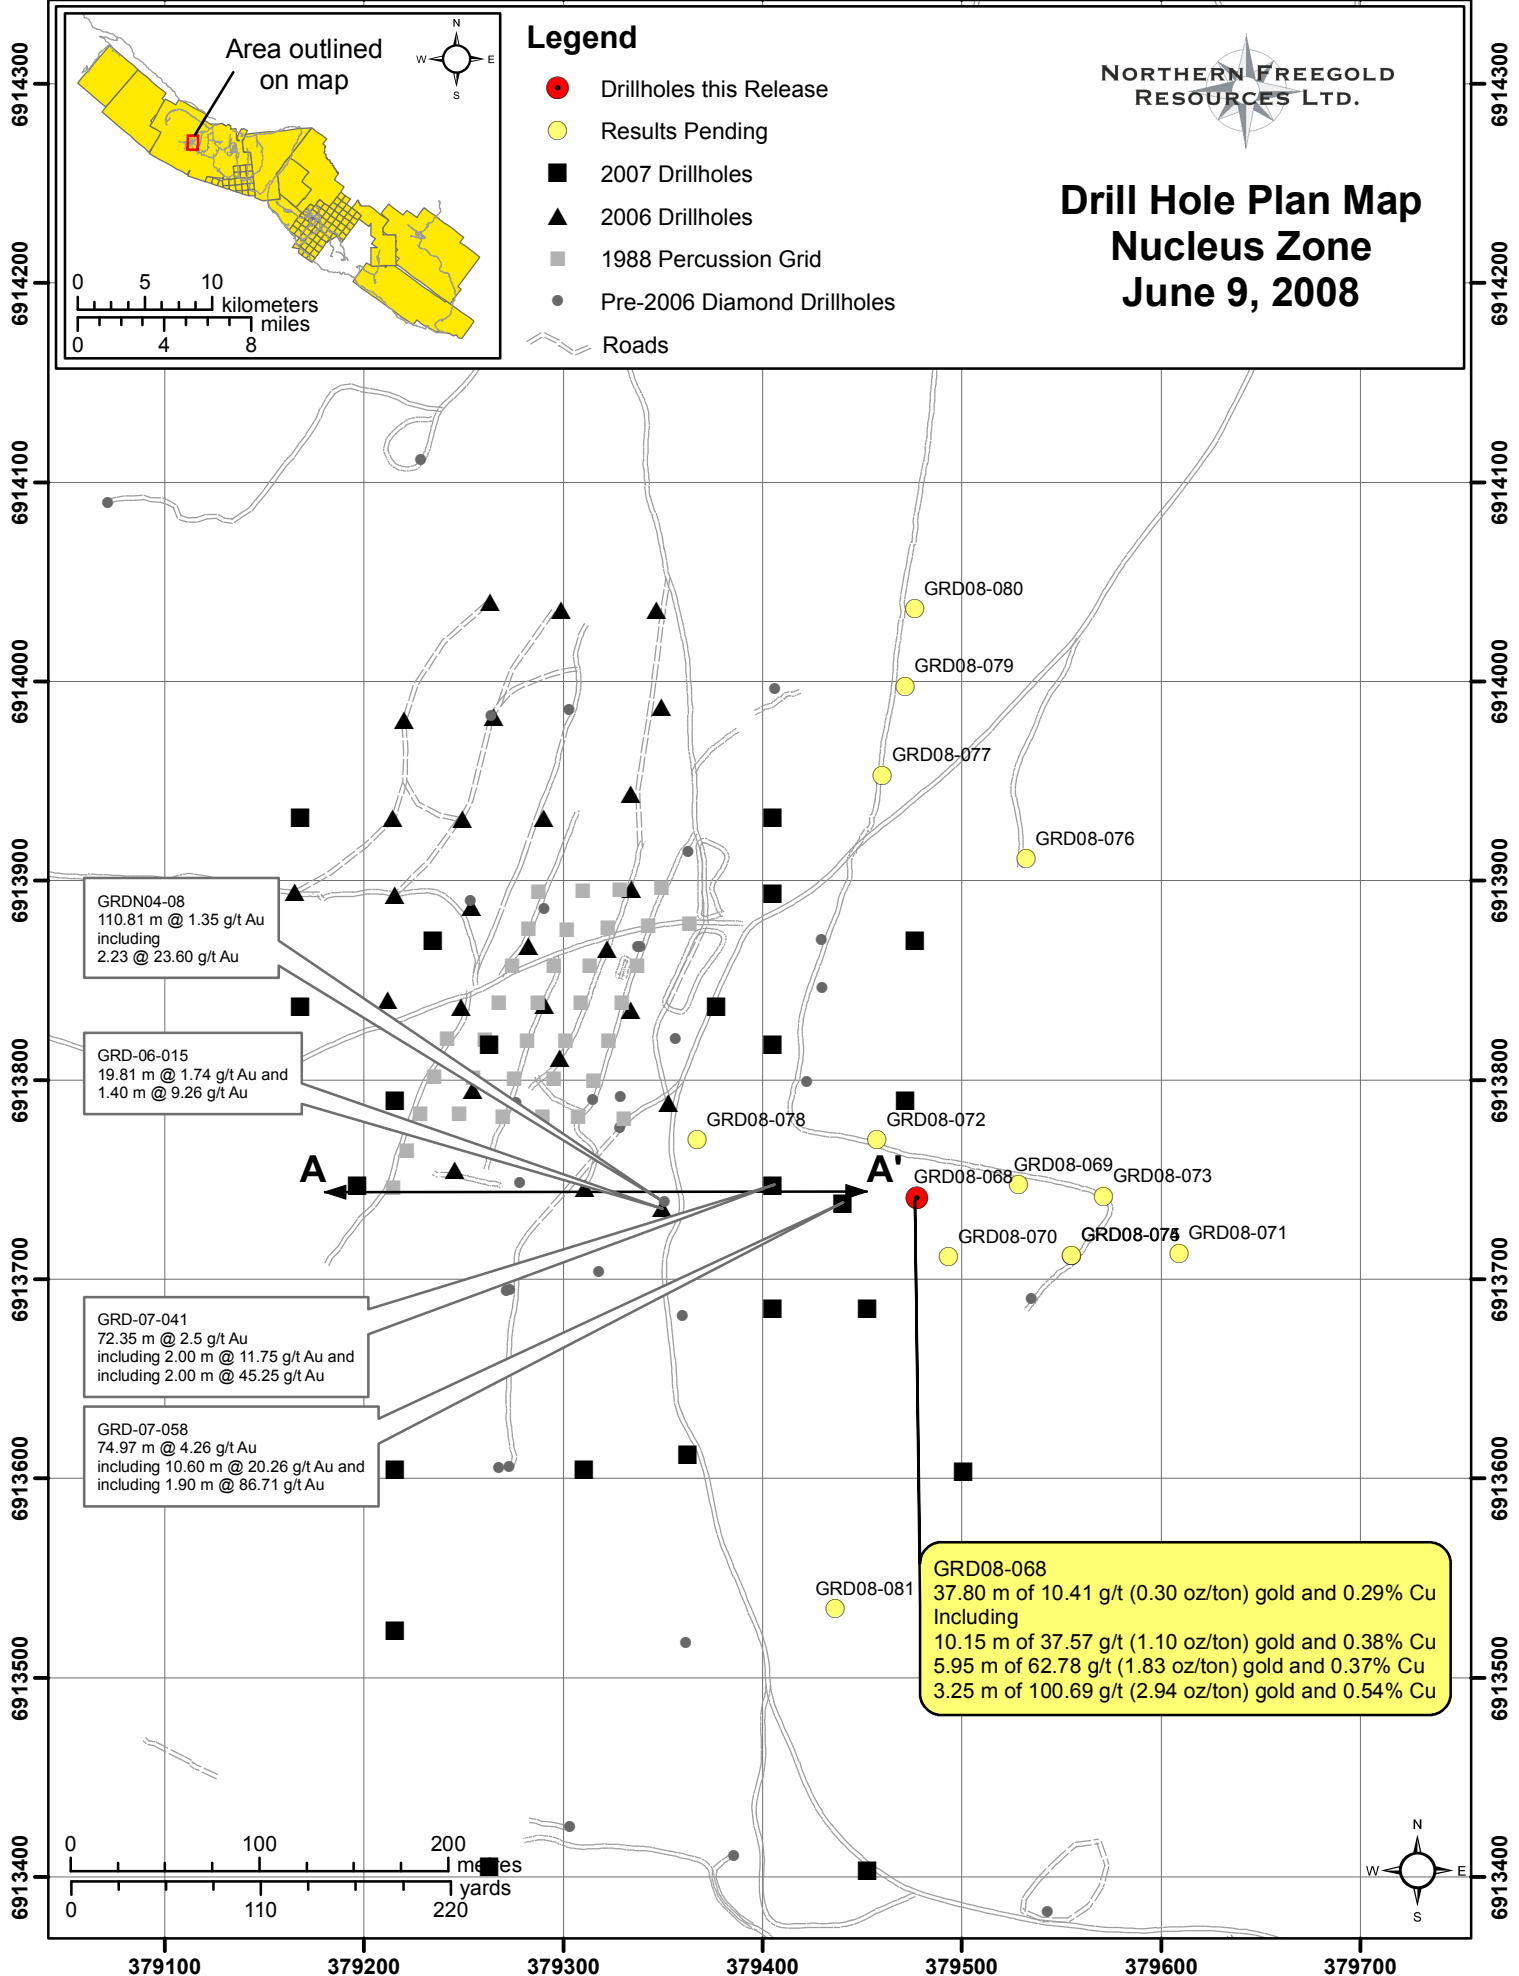 Area outlined
on map
N
W
E
S
0
5
10
kilometers
miles
0
4
8
Legend
Drillholes this Release
Results Pending
2007 Drillholes
2006 Drillholes
1988 Percussion Grid
Pre-2006 Diamond Drillholes
Roads
NORTHERN FREEGOLD
RESOURCES LTD.
Drill Hole Plan Map
Nucleus Zone
June 9, 2008
6914300
6914200
6914100
6914000
6913900
6913800
6913700
6913600
6913500
6913400
6914300
6914200
6914100
6914000
6913900
6913800
6913700
6913600
6913500
6913400
GRD08-080
GRD08-079
GRD08-077
GRD08-076
GRDN04-08
110.81 m @ 1.35 g/t Au
including
2.23 @ 23.60 g/t Au
GRD-06-015
19.81 m @ 1.74 g/t Au and
1.40 m @ 9.26 g/t Au
GRD08-078
GRD08-072
A
A'
GRD08-068
GRD08-069
GRD08-073
GRD08-070
GRD08-071
GRD-07-041
72.35 m @ 2.5 g/t Au
including 2.00 m @ 11.75 g/t Au and
including 2.00 m @ 45.25 g/t Au
GRD-07-058
74.97 m @ 4.26 g/t Au
including 10.60 m @ 20.26 g/t Au and
including 1.90 m @ 86.71 g/t Au
GRD08-081
GRD08-068
37.80 m of 10.41 g/t (0.30 oz/ton) gold and 0.29% Cu
Including
10.15 m of 37.57 g/t (1.10 oz/ton) gold and 0.38% Cu
5.95 m of 62.78 g/t (1.83 oz/ton) gold and 0.37% Cu
3.25 m of 100.69 g/t (2.94 oz/ton) gold and 0.54% Cu
0
100
200
metres
yards
0
110
220
N
W
E
S
379100
379200
379300
379400
379500
379600
379700